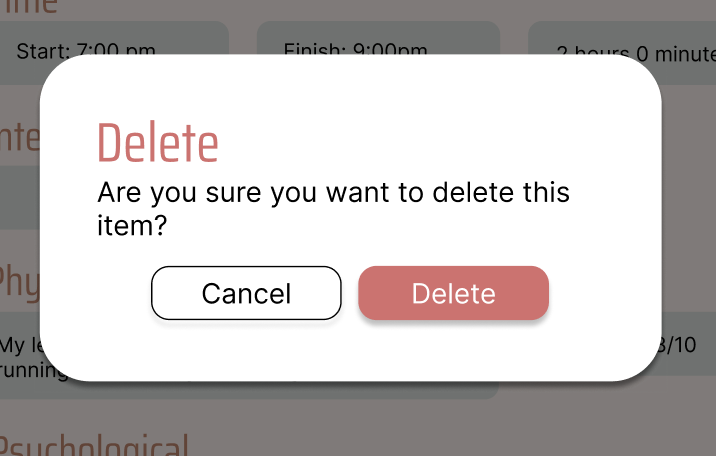 Start: 7:00 pm
Finish: 9:00pm
2 hours 0 minute
Delete
Are you sure you want to delete this
item?
Cancel
Delete
Phy
My le
/10
running
Psychological